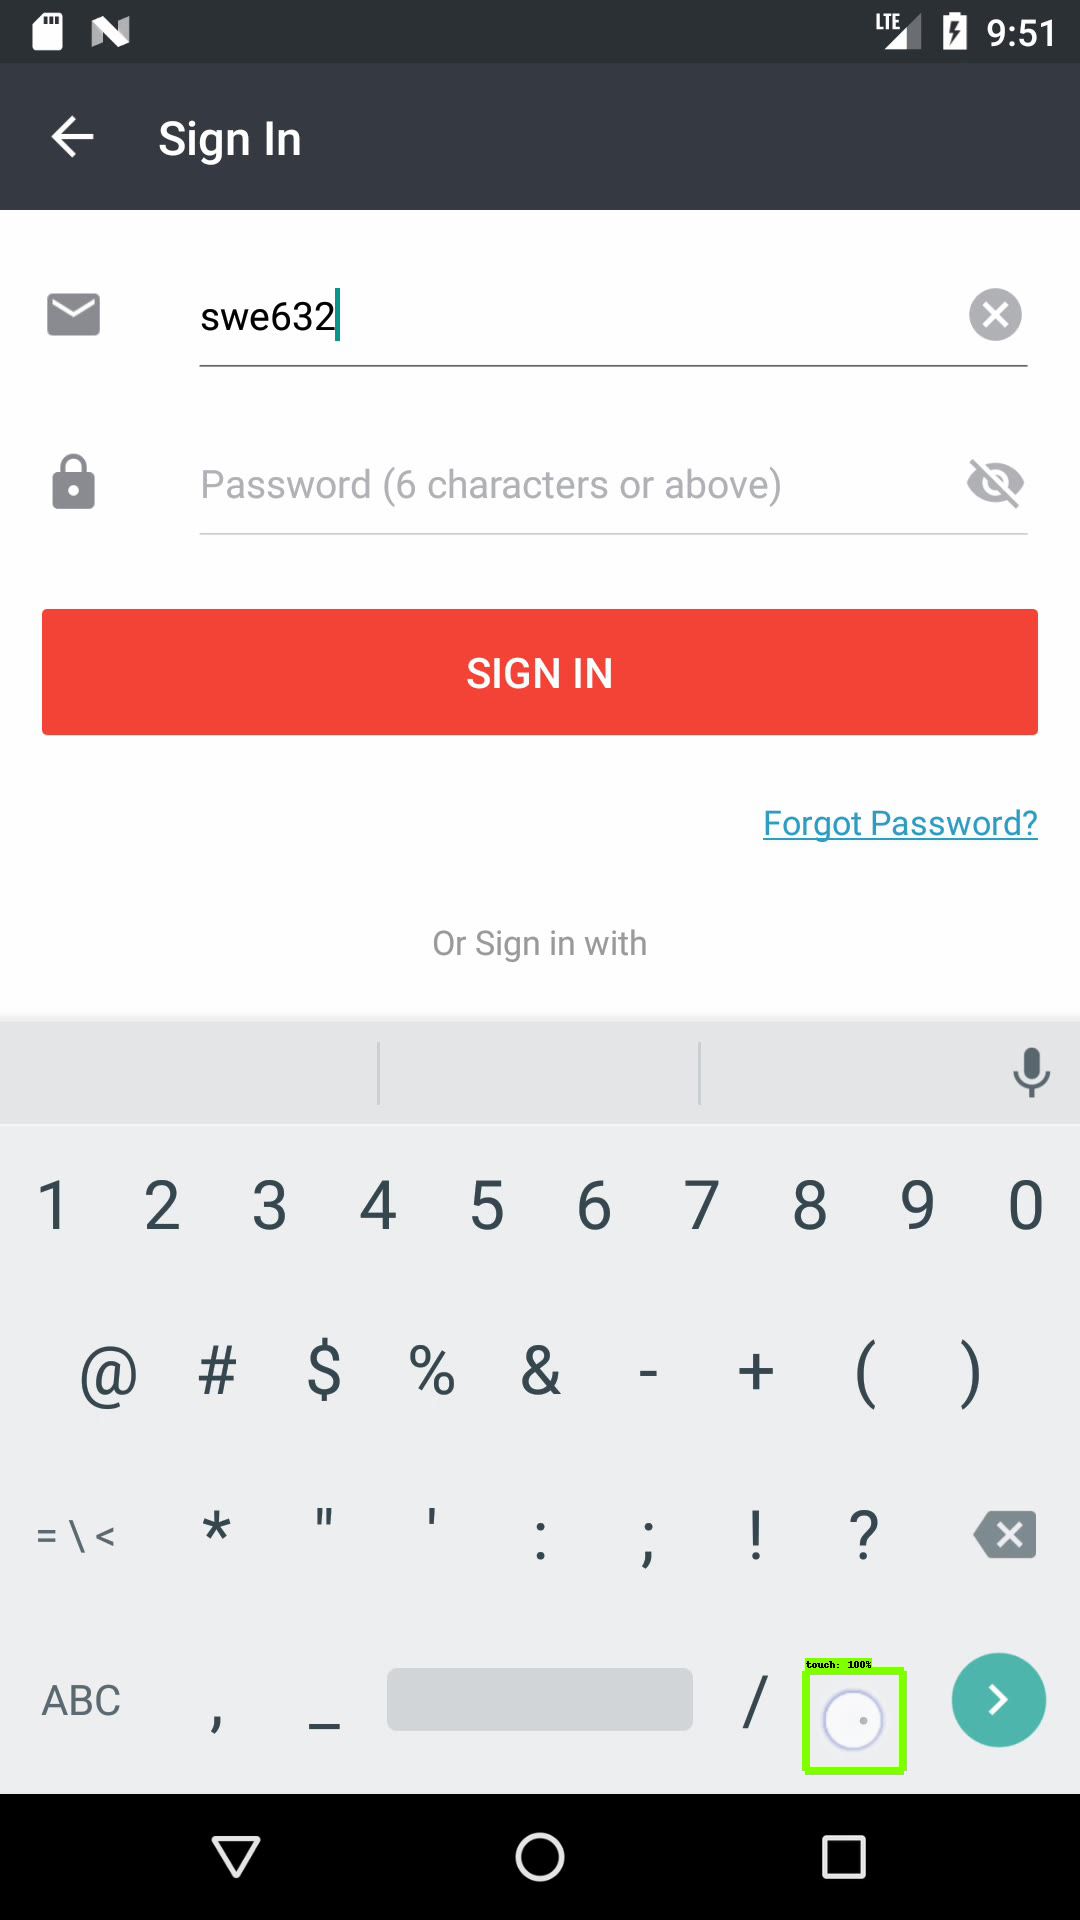 LTE 9:51
Sign In
swe632
Password (6 characters or above)
SIGN IN
Forgot Password?
Or Sign in with
1 2 3 4 5 6 7 8 9 0
@ # $ % & - + ( )
= \ < * " ' : ; ! ?
touch: 100%
ABC , _ / .